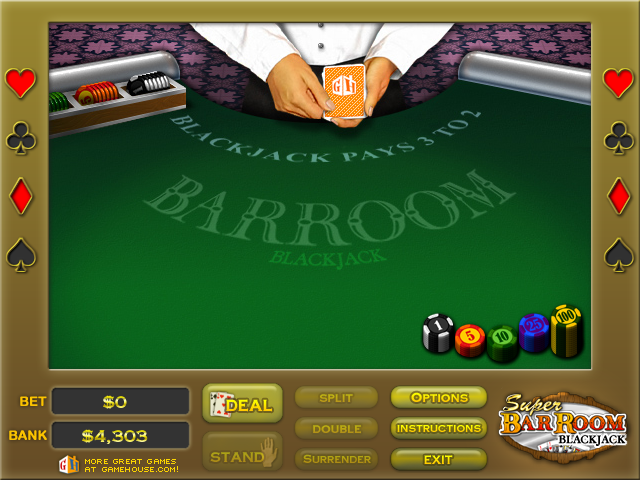 BLACKJACK PAYS 3 TO 2
BARROOM
BLACKJACK
1
5
10
25
100
BET $0
BANK $4,303
DEAL
STAND
SPLIT
DOUBLE
SURRENDER
OPTIONS
INSTRUCTIONS
EXIT
Super
BAR ROOM
BLACKJACK
GH MORE GREAT GAMES
AT GAMEHOUSE.COM!